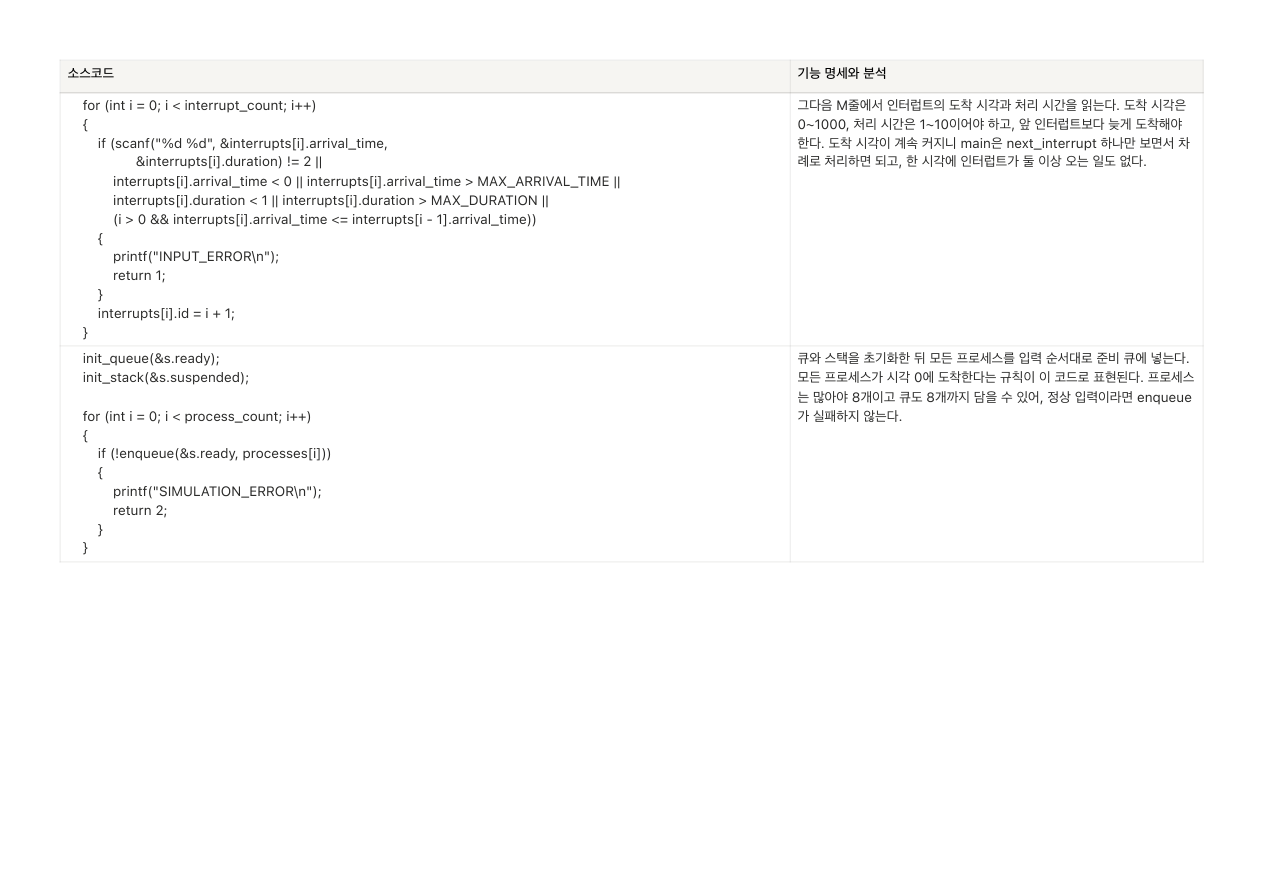 소스코드
기능 명세와 분석
for (int i = 0; i < interrupt_count; i++)
{
if (scanf("%d %d", &interrupts[i].arrival_time,
&interrupts[i].duration) != 2 ||
interrupts[i].arrival_time < 0 || interrupts[i].arrival_time > MAX_ARRIVAL_TIME ||
interrupts[i].duration < 1 || interrupts[i].duration > MAX_DURATION ||
(i > 0 && interrupts[i].arrival_time <= interrupts[i - 1].arrival_time))
{
printf("INPUT_ERROR\n");
return 1;
}
interrupts[i].id = i + 1;
}
그다음 M줄에서 인터럽트의 도착 시각과 처리 시간을 읽는다. 도착 시각은
0~1000, 처리 시간은 1~10이어야 하고, 앞 인터럽트보다 늦게 도착해야
한다. 도착 시각이 계속 커지니 main은 next_interrupt 하나만 보면서 차
례로 처리하면 되고, 한 시각에 인터럽트가 둘 이상 오는 일도 없다.
init_queue(&s.ready);
init_stack(&s.suspended);
for (int i = 0; i < process_count; i++)
{
if (!enqueue(&s.ready, processes[i]))
{
printf("SIMULATION_ERROR\n");
return 2;
}
}
큐와 스택을 초기화한 뒤 모든 프로세스를 입력 순서대로 준비 큐에 넣는다.
모든 프로세스가 시각 0에 도착한다는 규칙이 이 코드로 표현된다. 프로세스
는 많아야 8개이고 큐도 8개까지 담을 수 있어, 정상 입력이라면 enqueue
가 실패하지 않는다.